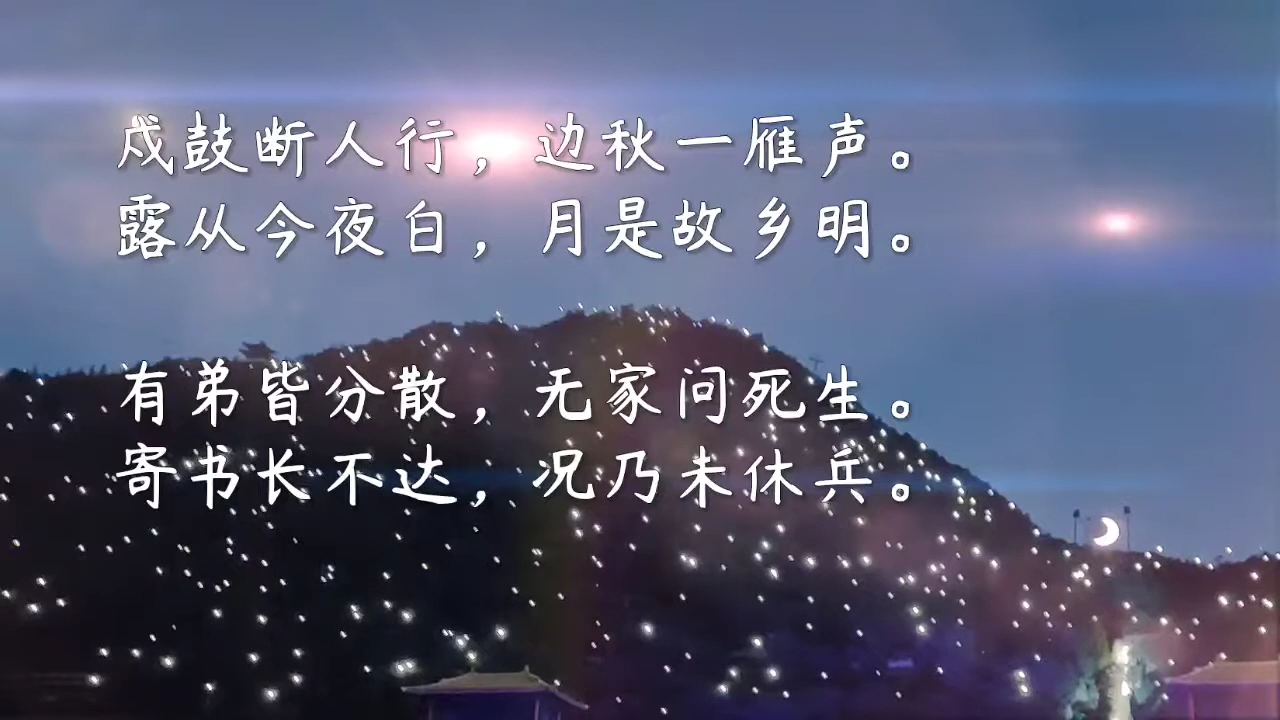 戍鼓断人行，边秋一雁声。
露从今夜白，月是故乡明。
有弟皆分散，无家问死生。
寄书长不达，况乃未休兵。